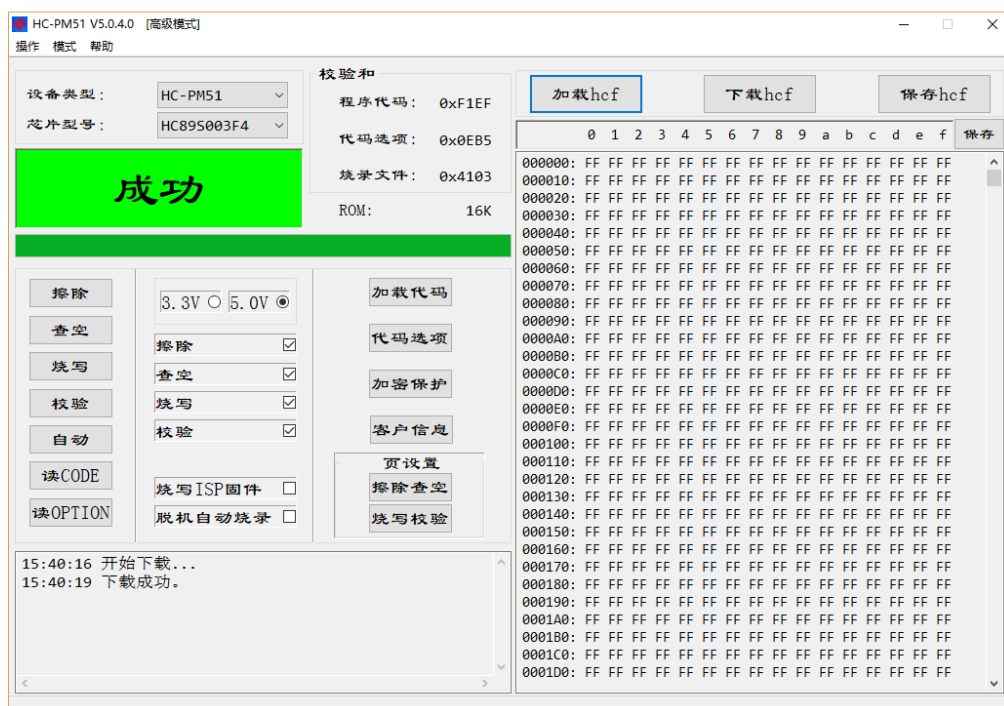 HC-PM51 V5.0.4.0 [高级模式]
操作 模式 帮助
设备类型: HC-PM51
芯片型号: HC89S003F4
成功
校验和
程序代码: 0xF1EF
代码选项: 0x0EB5
烧录文件: 0x4103
ROM: 16K
擦除
查空
烧写
校验
自动
读CODE
读OPTION
3.3V 5.0V
擦除
查空
烧写
校验
烧写ISP固件
脱机自动烧录
加载代码
代码选项
加密保护
客户信息
页设置
擦除查空
烧写校验
15:40:16 开始下载...
15:40:19 下载成功。
加载hcf 下载hcf 保存hcf
0 1 2 3 4 5 6 7 8 9 a b c d e f 保存
000000: FF FF FF FF FF FF FF FF FF FF FF FF FF FF FF FF
000010: FF FF FF FF FF FF FF FF FF FF FF FF FF FF FF FF
000020: FF FF FF FF FF FF FF FF FF FF FF FF FF FF FF FF
000030: FF FF FF FF FF FF FF FF FF FF FF FF FF FF FF FF
000040: FF FF FF FF FF FF FF FF FF FF FF FF FF FF FF FF
000050: FF FF FF FF FF FF FF FF FF FF FF FF FF FF FF FF
000060: FF FF FF FF FF FF FF FF FF FF FF FF FF FF FF FF
000070: FF FF FF FF FF FF FF FF FF FF FF FF FF FF FF FF
000080: FF FF FF FF FF FF FF FF FF FF FF FF FF FF FF FF
000090: FF FF FF FF FF FF FF FF FF FF FF FF FF FF FF FF
0000A0: FF FF FF FF FF FF FF FF FF FF FF FF FF FF FF FF
0000B0: FF FF FF FF FF FF FF FF FF FF FF FF FF FF FF FF
0000C0: FF FF FF FF FF FF FF FF FF FF FF FF FF FF FF FF
0000D0: FF FF FF FF FF FF FF FF FF FF FF FF FF FF FF FF
0000E0: FF FF FF FF FF FF FF FF FF FF FF FF FF FF FF FF
0000F0: FF FF FF FF FF FF FF FF FF FF FF FF FF FF FF FF
000100: FF FF FF FF FF FF FF FF FF FF FF FF FF FF FF FF
000110: FF FF FF FF FF FF FF FF FF FF FF FF FF FF FF FF
000120: FF FF FF FF FF FF FF FF FF FF FF FF FF FF FF FF
000130: FF FF FF FF FF FF FF FF FF FF FF FF FF FF FF FF
000140: FF FF FF FF FF FF FF FF FF FF FF FF FF FF FF FF
000150: FF FF FF FF FF FF FF FF FF FF FF FF FF FF FF FF
000160: FF FF FF FF FF FF FF FF FF FF FF FF FF FF FF FF
000170: FF FF FF FF FF FF FF FF FF FF FF FF FF FF FF FF
000180: FF FF FF FF FF FF FF FF FF FF FF FF FF FF FF FF
000190: FF FF FF FF FF FF FF FF FF FF FF FF FF FF FF FF
0001A0: FF FF FF FF FF FF FF FF FF FF FF FF FF FF FF FF
0001B0: FF FF FF FF FF FF FF FF FF FF FF FF FF FF FF FF
0001C0: FF FF FF FF FF FF FF FF FF FF FF FF FF FF FF FF
0001D0: FF FF FF FF FF FF FF FF FF FF FF FF FF FF FF FF